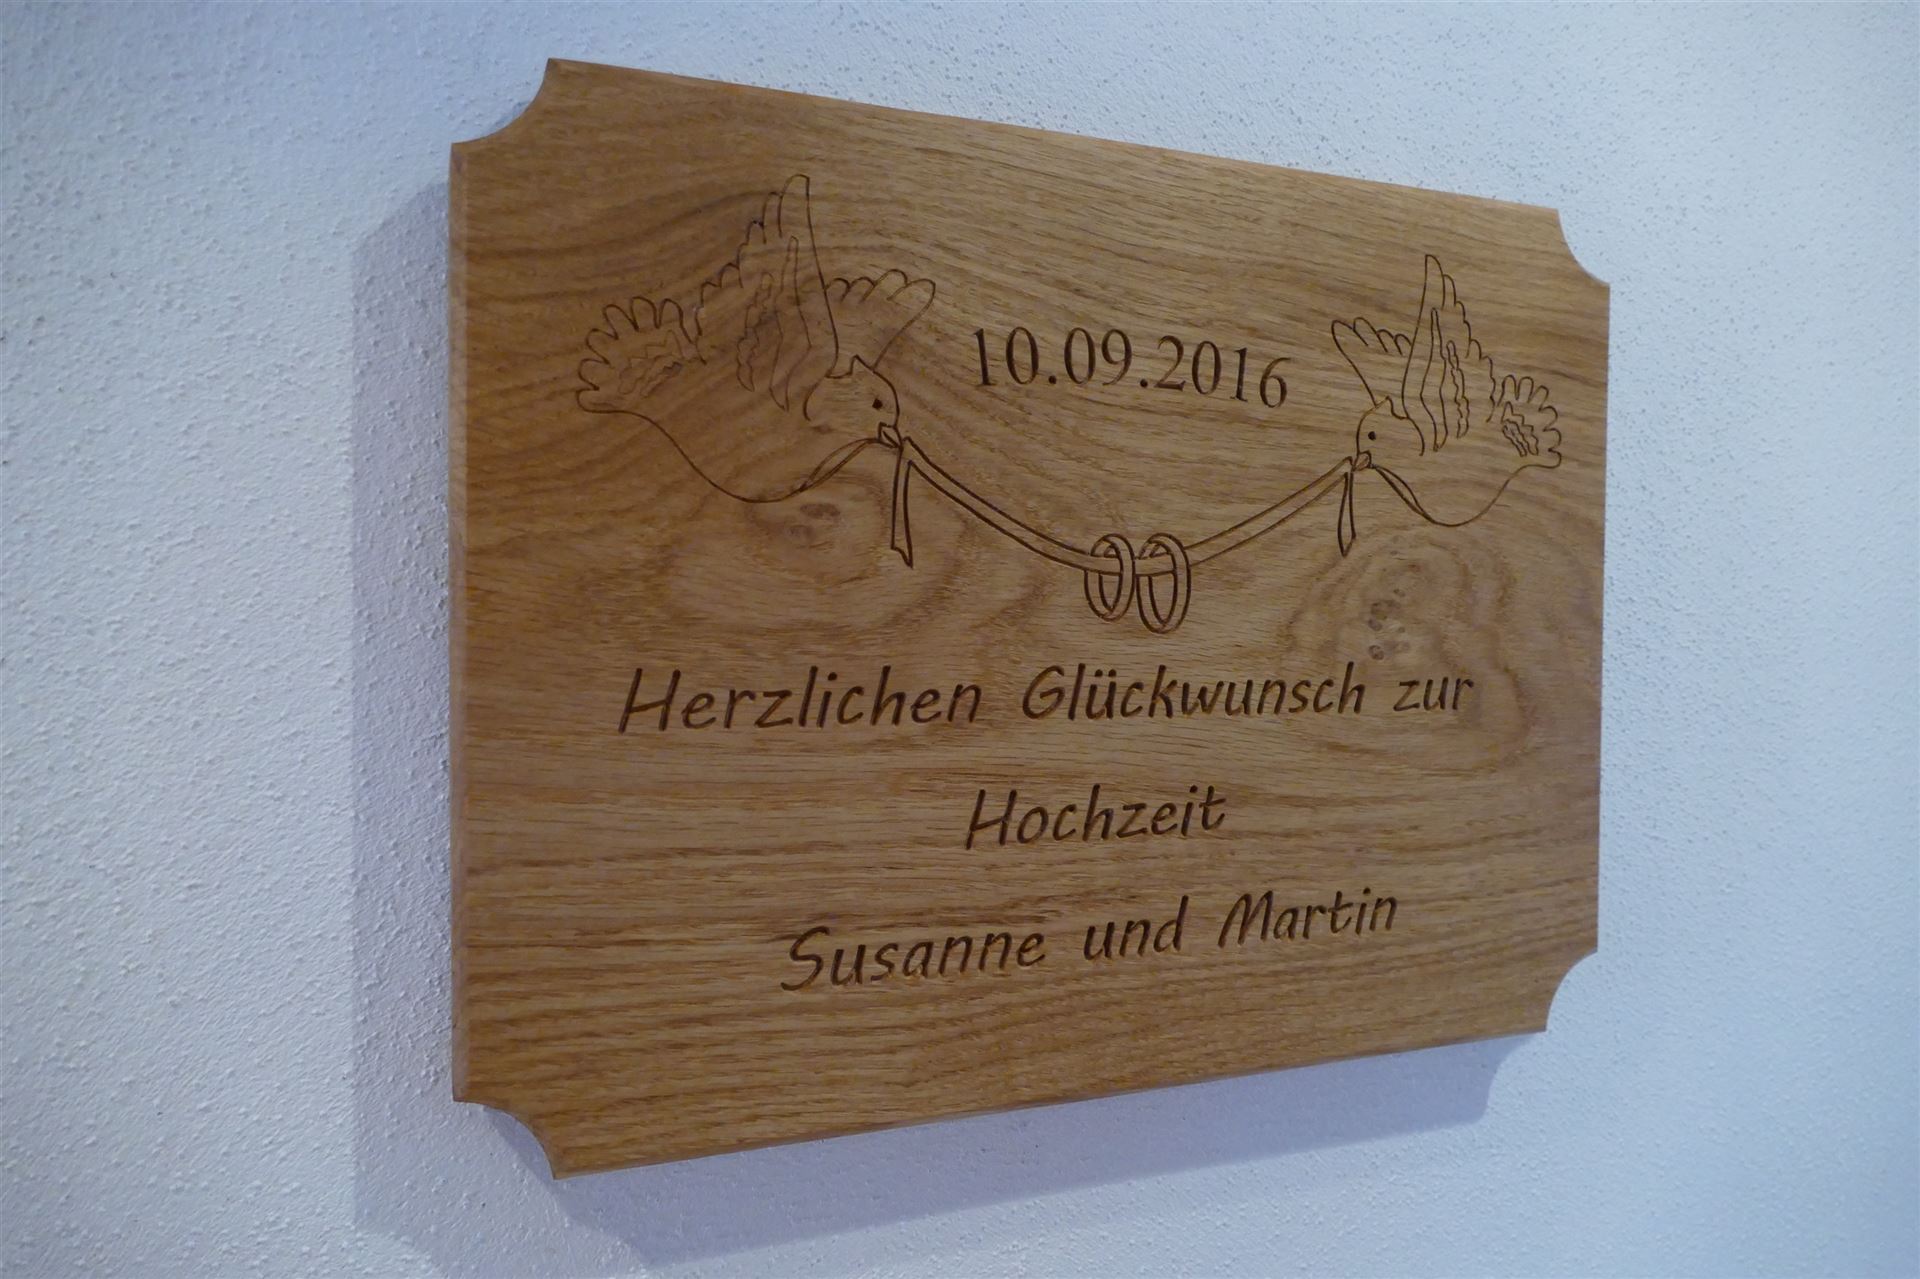 10.09.2016
Herzlichen Glückwunsch zur
Hochzeit
Susanne und Martin